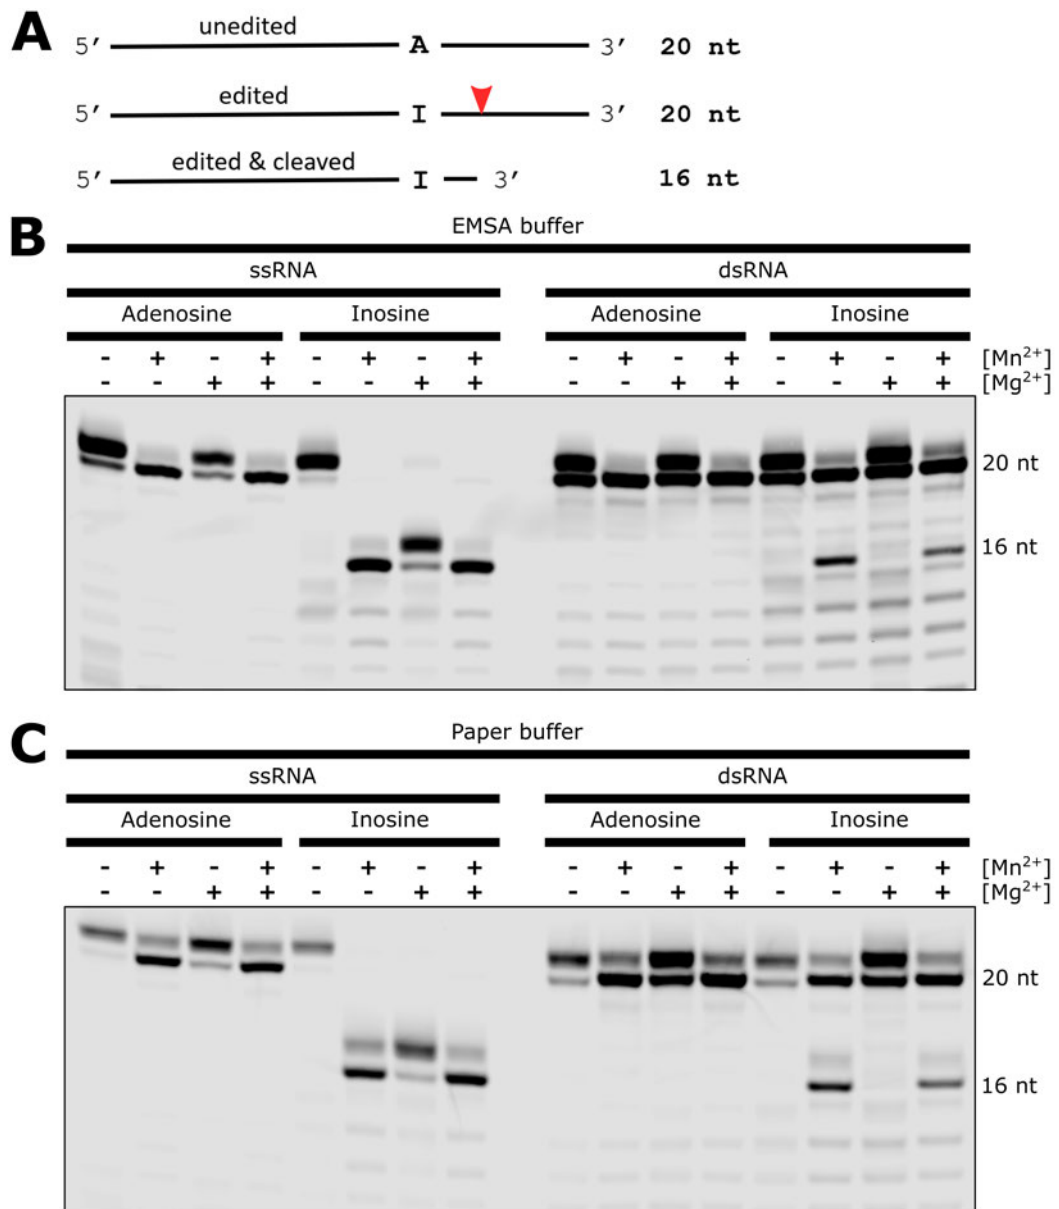 A
unedited
5′ A 3′ 20 nt
edited
5′ I 3′ 20 nt
edited & cleaved
5′ I 3′ 16 nt
B
EMSA buffer
ssRNA dsRNA
Adenosine Inosine Adenosine Inosine
- + - + - + - + - + - + - + - + [Mn²⁺]
- - + + - - + + - - + + - - + + [Mg²⁺]
20 nt
16 nt
C
Paper buffer
ssRNA dsRNA
Adenosine Inosine Adenosine Inosine
- + - + - + - + - + - + - + - + [Mn²⁺]
- - + + - - + + - - + + - - + + [Mg²⁺]
20 nt
16 nt